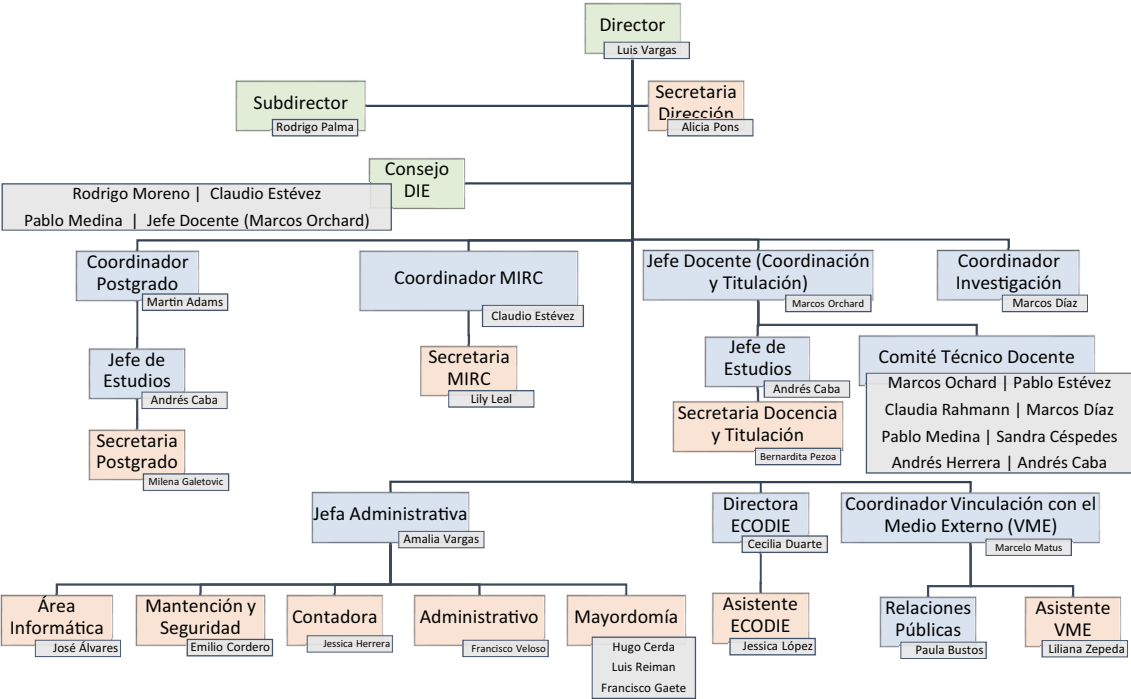 Director
Luis Vargas
Subdirector
Rodrigo Palma
Secretaria
Dirección
Alicia Pons
Consejo
DIE
Rodrigo Moreno | Claudio Estévez
Pablo Medina | Jefe Docente (Marcos Orchard)
Coordinador
Postgrado
Martin Adams
Coordinador MIRC
Claudio Estévez
Jefe Docente (Coordinación
y Titulación)
Marcos Orchard
Coordinador
Investigación
Marcos Díaz
Jefe de
Estudios
Andrés Caba
Secretaria
MIRC
Lily Leal
Jefe de
Estudios
Andrés Caba
Comité Técnico Docente
Marcos Ochard | Pablo Estévez
Claudia Rahmann | Marcos Díaz
Pablo Medina | Sandra Céspedes
Andrés Herrera | Andrés Caba
Secretaria
Postgrado
Milena Galetovic
Secretaria Docencia
y Titulación
Bernardita Pezoa
Jefa Administrativa
Amalia Vargas
Directora
ECODIE
Cecilia Duarte
Coordinador Vinculación con el
Medio Externo (VME)
Marcelo Matus
Área
Informática
José Álvares
Mantención y
Seguridad
Emilio Cordero
Contadora
Jessica Herrera
Administrativo
Francisco Veloso
Mayordomía
Hugo Cerda
Luis Reiman
Francisco Gaete
Asistente
ECODIE
Jessica López
Relaciones
Públicas
Paula Bustos
Asistente
VME
Liliana Zepeda